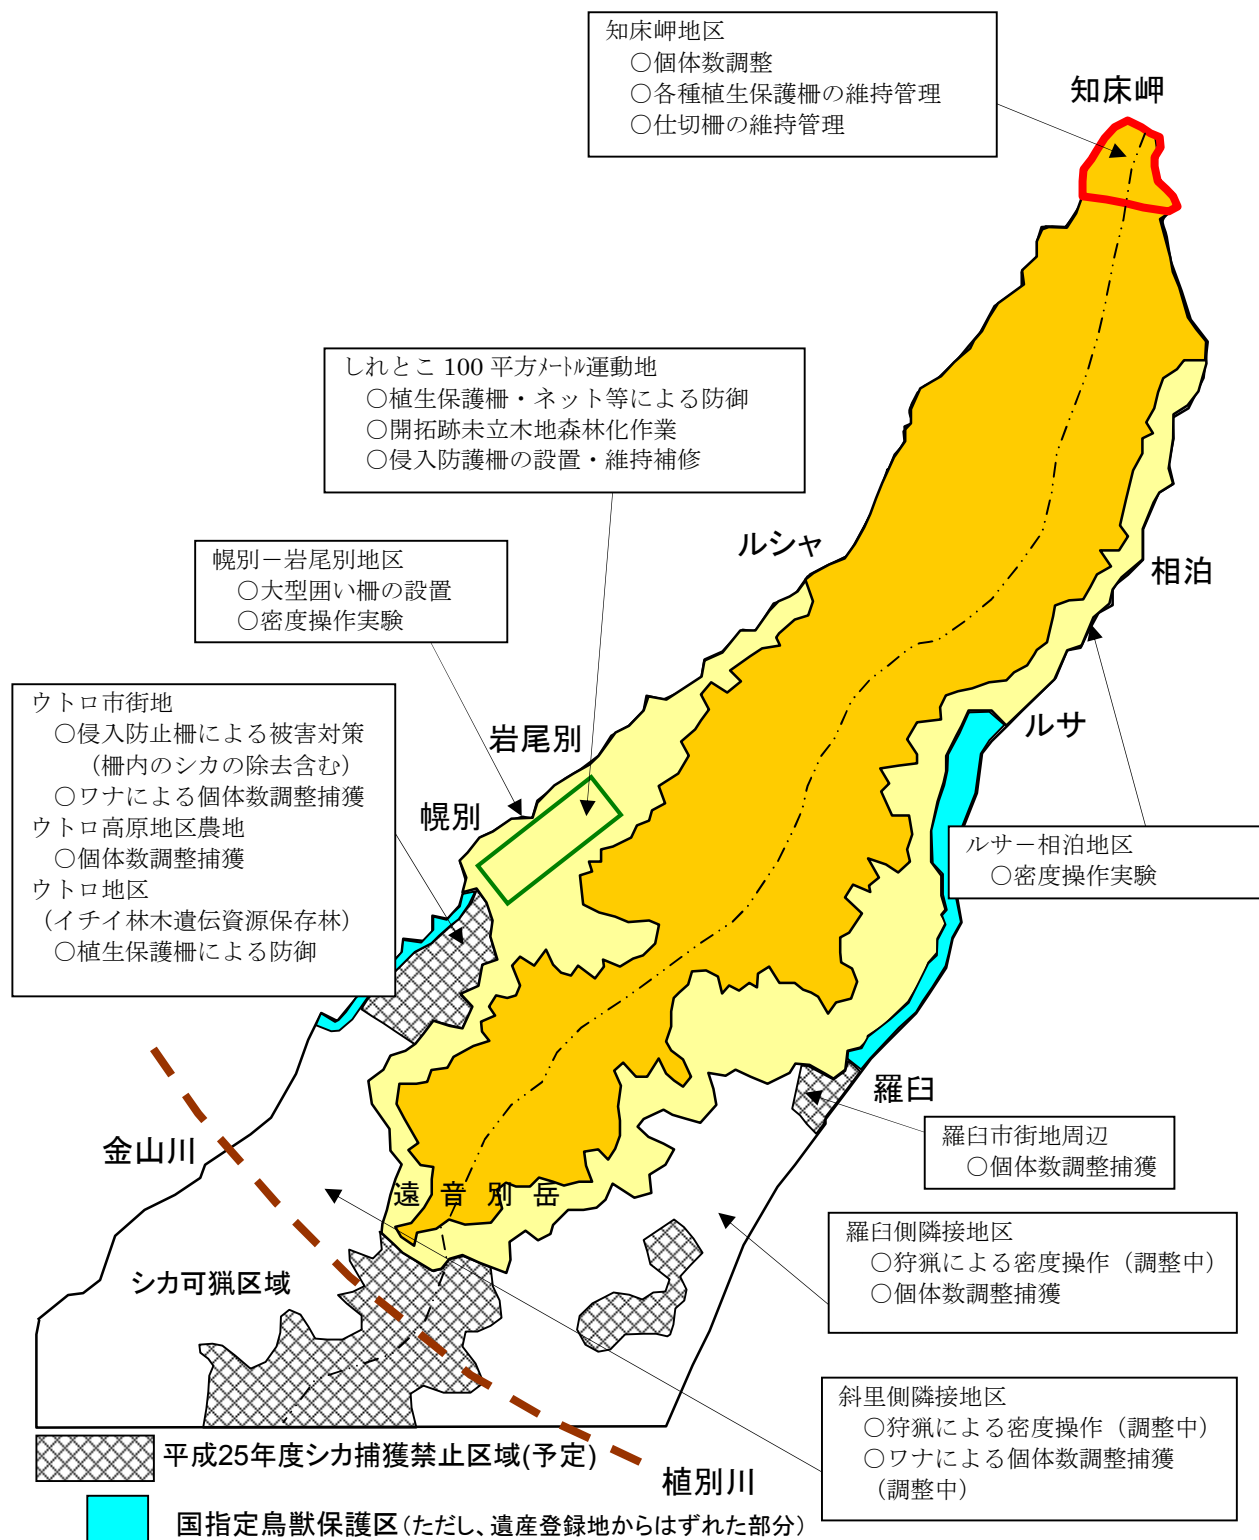 知床岬地区
○個体数調整
○各種植生保護柵の維持管理
○仕切柵の維持管理
知床岬
しれとこ 100 平方メートル運動地
○植生保護柵・ネット等による防御
○開拓跡未立木地森林化作業
○侵入防護柵の設置・維持補修
ルシャ
相泊
幌別－岩尾別地区
○大型囲い柵の設置
○密度操作実験
ウトロ市街地
○侵入防止柵による被害対策
（柵内のシカの除去含む）
○ワナによる個体数調整捕獲
ウトロ高原地区農地
○個体数調整捕獲
ウトロ地区
（イチイ林木遺伝資源保存林）
○植生保護柵による防御
岩尾別
幌別
ルサ
ルサ－相泊地区
○密度操作実験
羅臼
羅臼市街地周辺
○個体数調整捕獲
金山川
遠音別岳
羅臼側隣接地区
○狩猟による密度操作（調整中）
○個体数調整捕獲
シカ可猟区域
斜里側隣接地区
○狩猟による密度操作（調整中）
○ワナによる個体数調整捕獲
（調整中）
平成25年度シカ捕獲禁止区域(予定)
植別川
国指定鳥獣保護区（ただし、遺産登録地からはずれた部分）